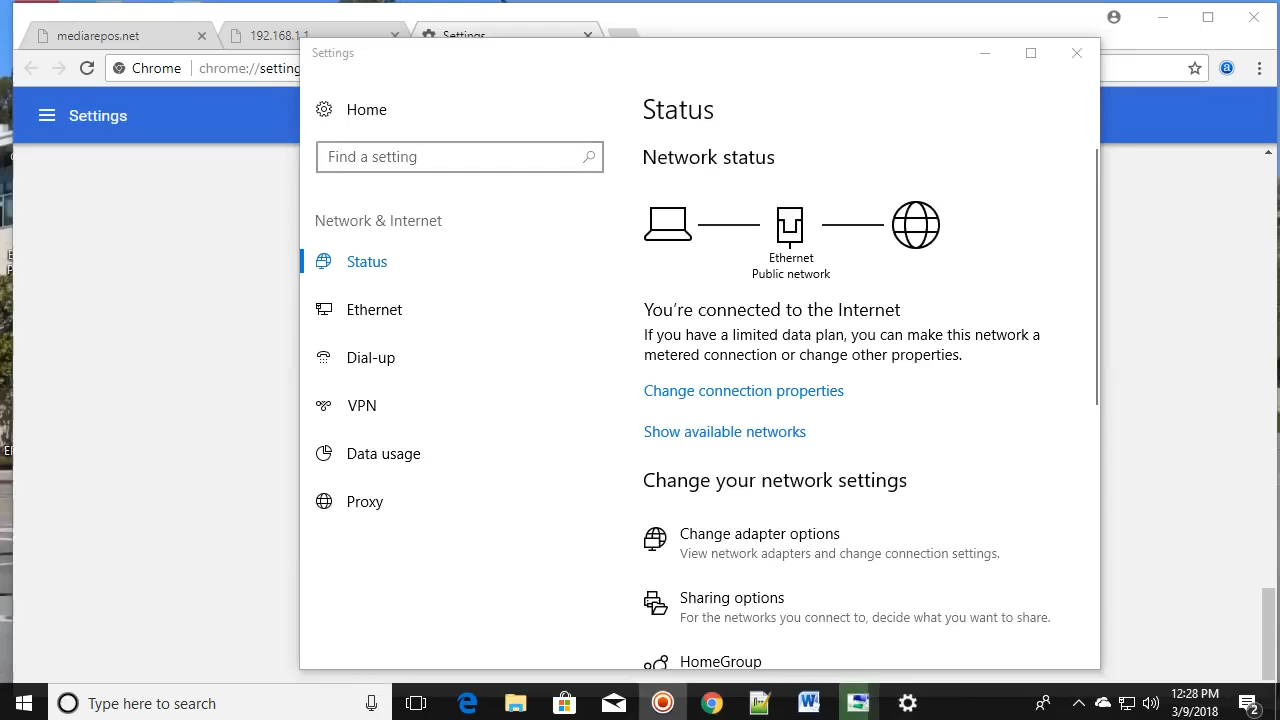 mediarepos.net
192.168.1.1
Settings
Chrome
chrome://setting
Settings
Settings
Home
Find a setting
Network & Internet
Status
Ethernet
Dial-up
VPN
Data usage
Proxy
Status
Network status
Ethernet
Public network
You're connected to the Internet
If you have a limited data plan, you can make this network a
metered connection or change other properties.
Change connection properties
Show available networks
Change your network settings
Change adapter options
View network adapters and change connection settings.
Sharing options
For the networks you connect to, decide what you want to share.
HomeGroup
Type here to search
12:28 PM
3/9/2018
2